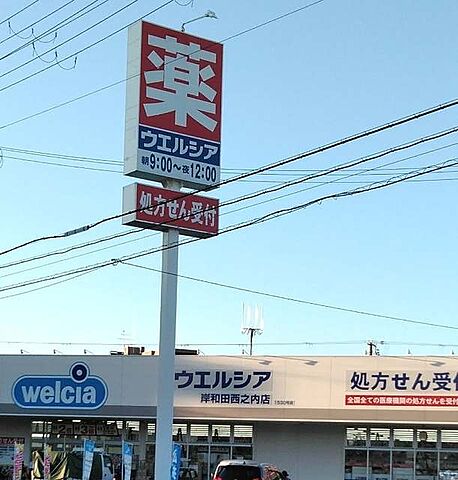 薬
ウエルシア
朝9:00～夜12:00
処方せん受付
welcia
ウエルシア
岸和田西之内店
処方せん受付
全国全ての医療機関の処方せんを受付